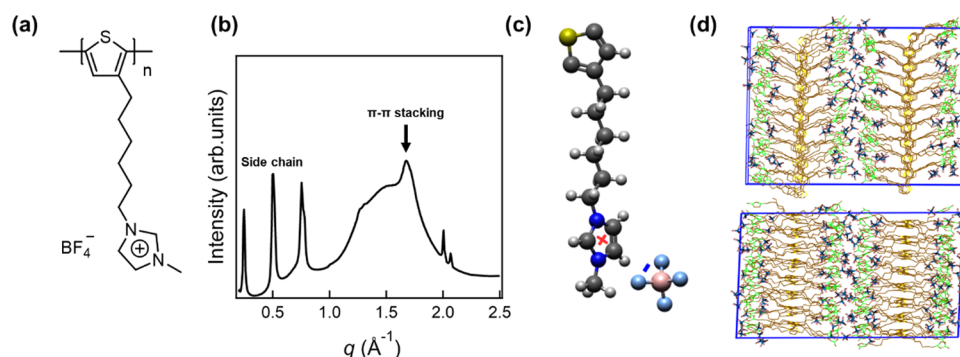 (a)
S
n
BF₄⁻
N
+
N
(b)
Intensity (arb.units)
Side chain
π-π stacking
0.5
1.0
1.5
2.0
2.5
q (Å⁻¹)
(c)
(d)